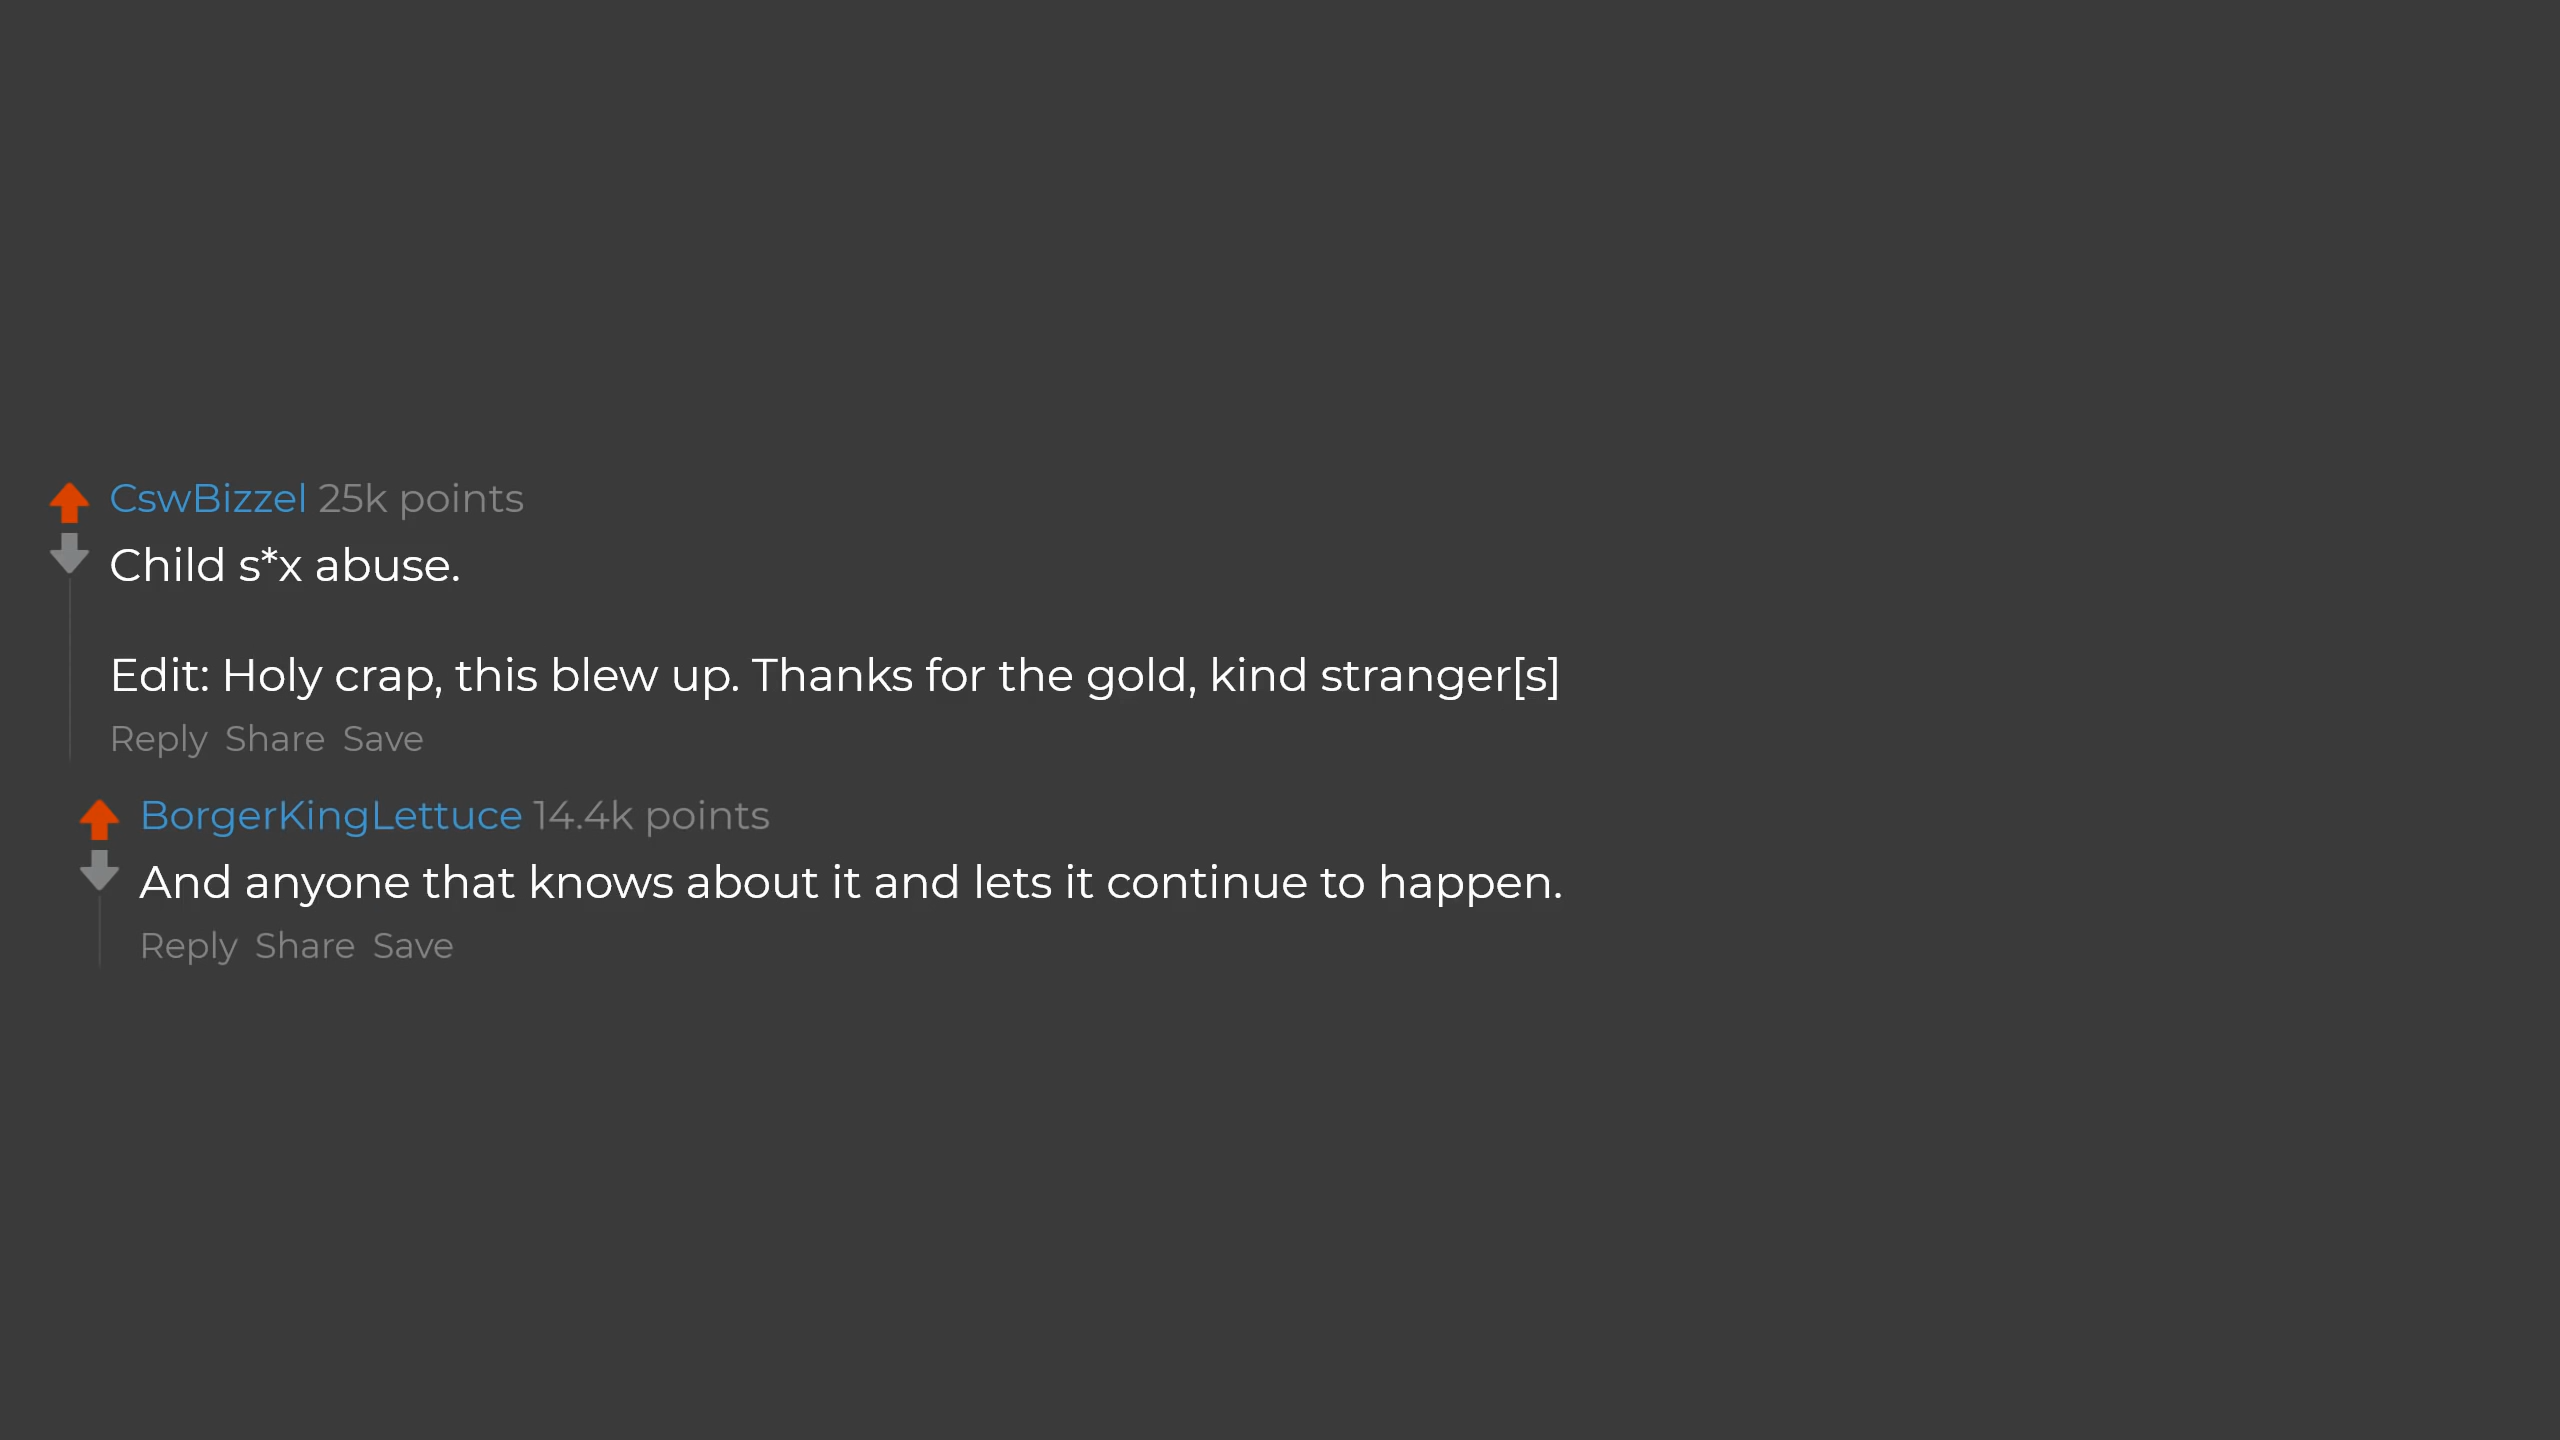 CswBizzel 25k points
Child s*x abuse.
Edit: Holy crap, this blew up. Thanks for the gold, kind stranger[s]
Reply Share Save
BorgerKingLettuce 14.4k points
And anyone that knows about it and lets it continue to happen.
Reply Share Save